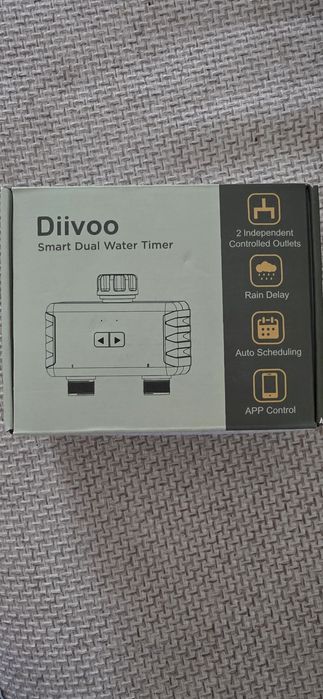 Diivoo
Smart Dual Water Timer
2 Independent
Controlled Outlets
Rain Delay
Auto Scheduling
APP Control